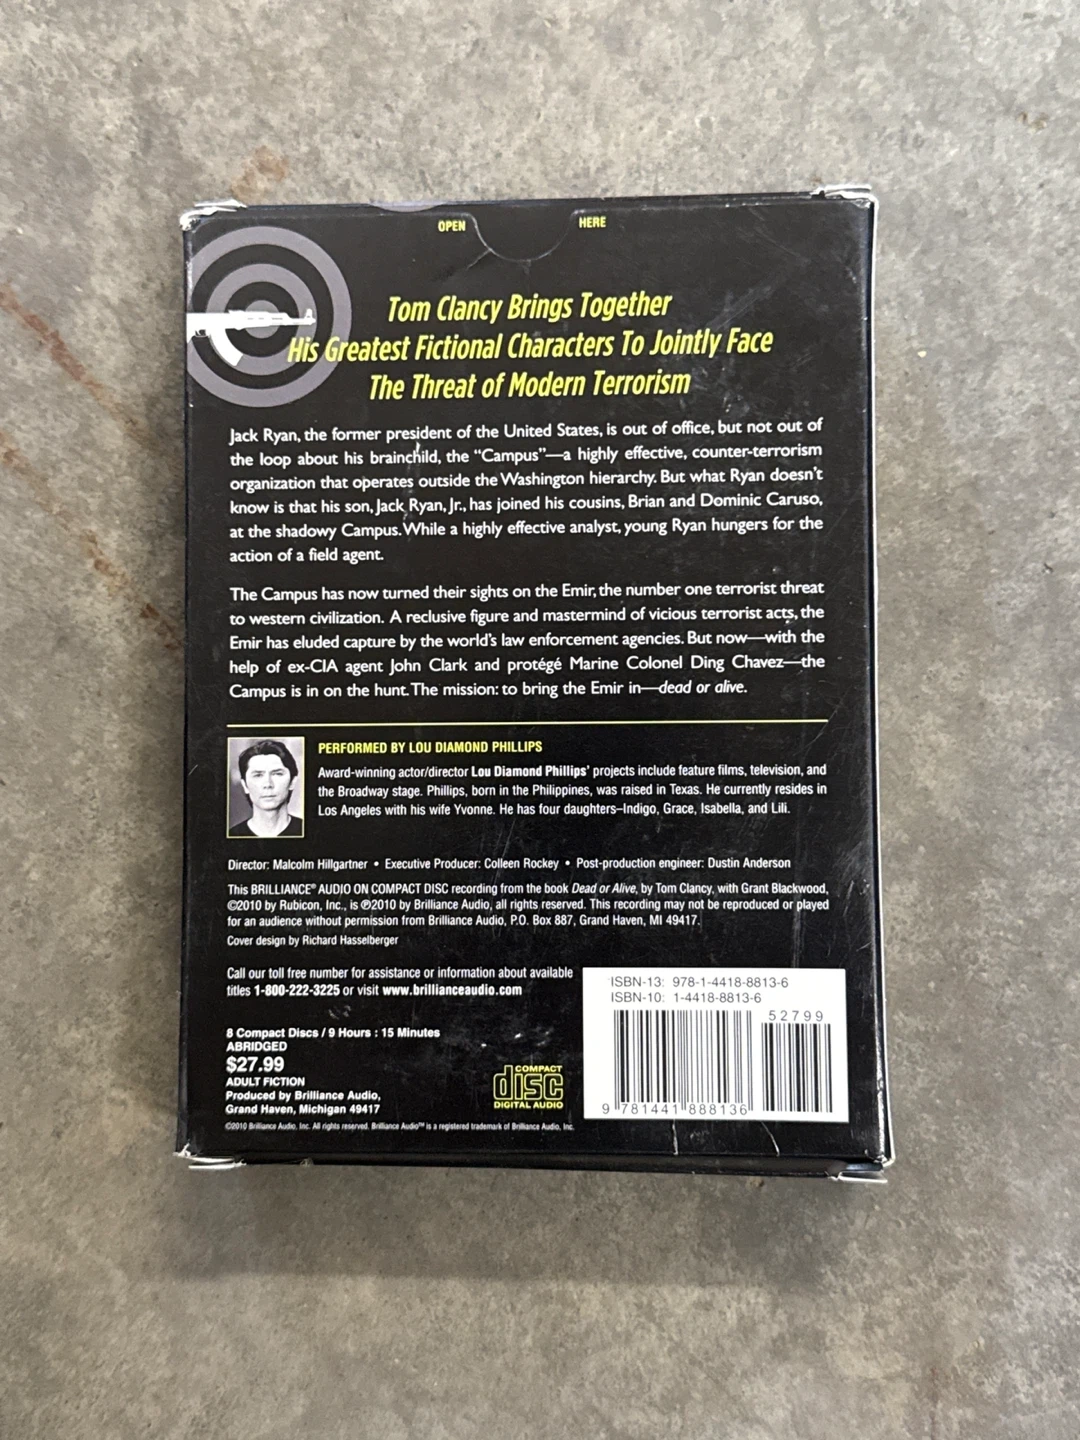 OPEN HERE
Tom Clancy Brings Together
His Greatest Fictional Characters To Jointly Face
The Threat of Modern Terrorism
Jack Ryan, the former president of the United States, is out of office, but not out of
the loop about his brainchild, the “Campus”—a highly effective, counter-terrorism
organization that operates outside the Washington hierarchy. But what Ryan doesn’t
know is that his son, Jack Ryan, Jr., has joined his cousins, Brian and Dominic Caruso,
at the shadowy Campus. While a highly effective analyst, young Ryan hungers for the
action of a field agent.
The Campus has now turned their sights on the Emir, the number one terrorist threat
to western civilization. A reclusive figure and mastermind of vicious terrorist acts, the
Emir has eluded capture by the world’s law enforcement agencies. But now—with the
help of ex-CIA agent John Clark and protégé Marine Colonel Ding Chavez—the
Campus is in on the hunt. The mission: to bring the Emir in—dead or alive.
PERFORMED BY LOU DIAMOND PHILLIPS
Award-winning actor/director Lou Diamond Phillips’ projects include feature films, television, and
the Broadway stage. Phillips, born in the Philippines, was raised in Texas. He currently resides in
Los Angeles with his wife Yvonne. He has four daughters–Indigo, Grace, Isabella, and Lili.
Director: Malcolm Hillgartner • Executive Producer: Colleen Rockey • Post-production engineer: Dustin Anderson
This BRILLIANCE® AUDIO ON COMPACT DISC recording from the book Dead or Alive, by Tom Clancy, with Grant Blackwood,
©2010 by Rubicon, Inc., is ℗2010 by Brilliance Audio, all rights reserved. This recording may not be reproduced or played
for an audience without permission from Brilliance Audio, P.O. Box 887, Grand Haven, MI 49417.
Cover design by Richard Hasselberger
Call our toll free number for assistance or information about available
titles 1-800-222-3225 or visit www.brillianceaudio.com
8 Compact Discs / 9 Hours : 15 Minutes
ABRIDGED
$27.99
ADULT FICTION
Produced by Brilliance Audio,
Grand Haven, Michigan 49417
©2010 Brilliance Audio, Inc. All rights reserved. Brilliance Audio™ is a registered trademark of Brilliance Audio, Inc.
COMPACT
disc
DIGITAL AUDIO
ISBN-13: 978-1-4418-8813-6
ISBN-10: 1-4418-8813-6
52799
9 781441 888136